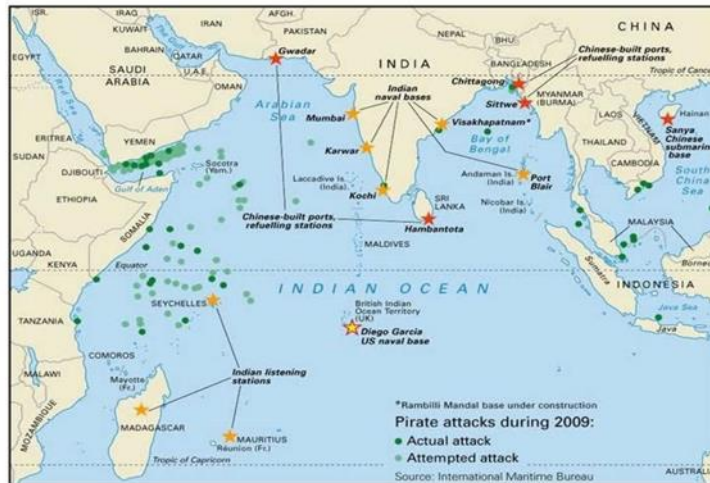 ISR.
IRAQ
IRAN
AFGH.
KUWAIT
PAKISTAN
NEPAL
BHU.
CHINA
EGYPT
BAHRAIN
QATAR
U.A.E.
Gwadar
INDIA
BANGLADESH
Chinese-built ports,
refuelling stations
SAUDI
ARABIA
Chittagong
Tropic of Cancer
OMAN
Red Sea
Arabian
Sea
Indian
naval bases
Sittwe
MYANMAR
(BURMA)
LAOS
VIETNAM
Hainan
Mumbai
Visakhapatnam*
Sanya,
Chinese
submarine
base
ERITREA
YEMEN
Bay of
Bengal
THAILAND
SUDAN
Karwar
DJIBOUTI
Gulf of Aden
Socotra
(Yem.)
Laccadive Is.
(India)
Andaman Is.
(India)
Port
Blair
CAMBODIA
South
China
Sea
ETHIOPIA
Kochi
SRI
LANKA
Nicobar Is.
(India)
SOMALIA
Chinese-built ports,
refuelling stations
Hambantota
MALAYSIA
MALDIVES
UGANDA
KENYA
Equator
Sumatra
Borneo
SEYCHELLES
INDIAN OCEAN
INDONESIA
British Indian
Ocean Territory
(UK)
TANZANIA
Diego Garcia
US naval base
Java Sea
COMOROS
MALAWI
Mayotte
(Fr.)
Indian listening
stations
*Rambilli Mandal base under construction
Pirate attacks during 2009:
MOZAMBIQUE
MADAGASCAR
MAURITIUS
Réunion (Fr.)
Actual attack
Attempted attack
Tropic of Capricorn
Source: International Maritime Bureau
AUSTRAL